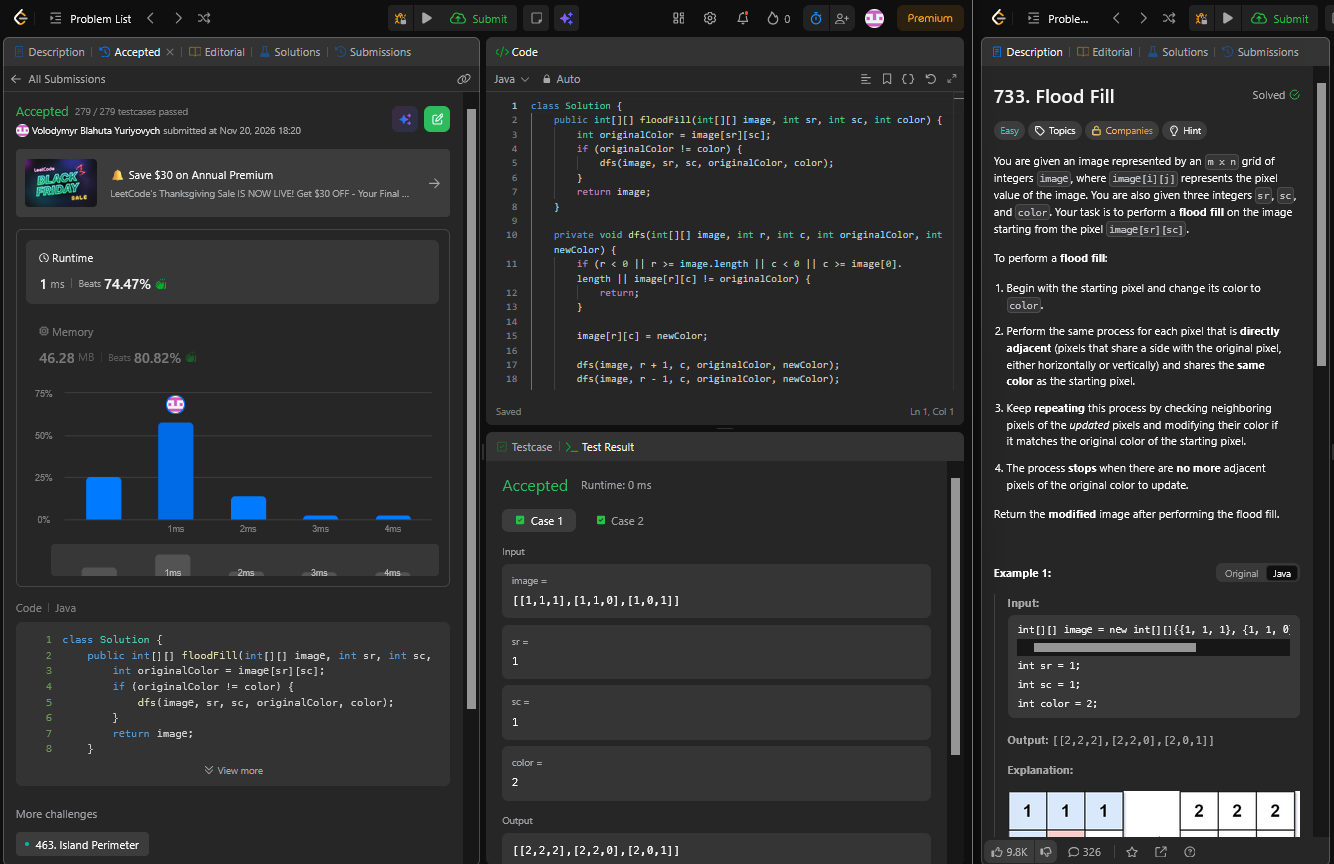 Problem List
Submit
0
Premium
Proble...
Submit
Description
Accepted
Editorial
Solutions
Submissions
All Submissions
Accepted 279 / 279 testcases passed
Volodymyr Blahuta Yuriyovych submitted at Nov 20, 2026 18:20
LeetCode
BLACK
FRIDAY
SALE
Save $30 on Annual Premium
LeetCode's Thanksgiving Sale IS NOW LIVE! Get $30 OFF - Your Final ...
Runtime
1 ms Beats 74.47%
Memory
46.28 MB Beats 80.82%
75%
50%
25%
0%
1ms 2ms 3ms 4ms
1ms 2ms 3ms 4ms
Code Java
1 class Solution {
2 public int[][] floodFill(int[][] image, int sr, int sc,
3 int originalColor = image[sr][sc];
4 if (originalColor != color) {
5 dfs(image, sr, sc, originalColor, color);
6 }
7 return image;
8 }
View more
More challenges
463. Island Perimeter
Code
Java Auto
1 class Solution {
2 public int[][] floodFill(int[][] image, int sr, int sc, int color) {
3 int originalColor = image[sr][sc];
4 if (originalColor != color) {
5 dfs(image, sr, sc, originalColor, color);
6 }
7 return image;
8 }
9
10 private void dfs(int[][] image, int r, int c, int originalColor, int
newColor) {
11 if (r < 0 || r >= image.length || c < 0 || c >= image[0].
length || image[r][c] != originalColor) {
12 return;
13 }
14
15 image[r][c] = newColor;
16
17 dfs(image, r + 1, c, originalColor, newColor);
18 dfs(image, r - 1, c, originalColor, newColor);
Saved
Ln 1, Col 1
Testcase
Test Result
Accepted Runtime: 0 ms
Case 1
Case 2
Input
image =
[[1,1,1],[1,1,0],[1,0,1]]
sr =
1
sc =
1
color =
2
Output
[[2,2,2],[2,2,0],[2,0,1]]
Description
Editorial
Solutions
Submissions
733. Flood Fill
Solved
Easy
Topics
Companies
Hint
You are given an image represented by an m x n grid of
integers image, where image[i][j] represents the pixel
value of the image. You are also given three integers sr, sc,
and color. Your task is to perform a flood fill on the image
starting from the pixel image[sr][sc].
To perform a flood fill:
1. Begin with the starting pixel and change its color to
color.
2. Perform the same process for each pixel that is directly
adjacent (pixels that share a side with the original pixel,
either horizontally or vertically) and shares the same
color as the starting pixel.
3. Keep repeating this process by checking neighboring
pixels of the updated pixels and modifying their color if
it matches the original color of the starting pixel.
4. The process stops when there are no more adjacent
pixels of the original color to update.
Return the modified image after performing the flood fill.
Example 1:
Original Java
Input:
int[][] image = new int[][]{{1, 1, 1}, {1, 1, 0}
int sr = 1;
int sc = 1;
int color = 2;
Output: [[2,2,2],[2,2,0],[2,0,1]]
Explanation:
1 1 1 2 2 2
9.8K
326